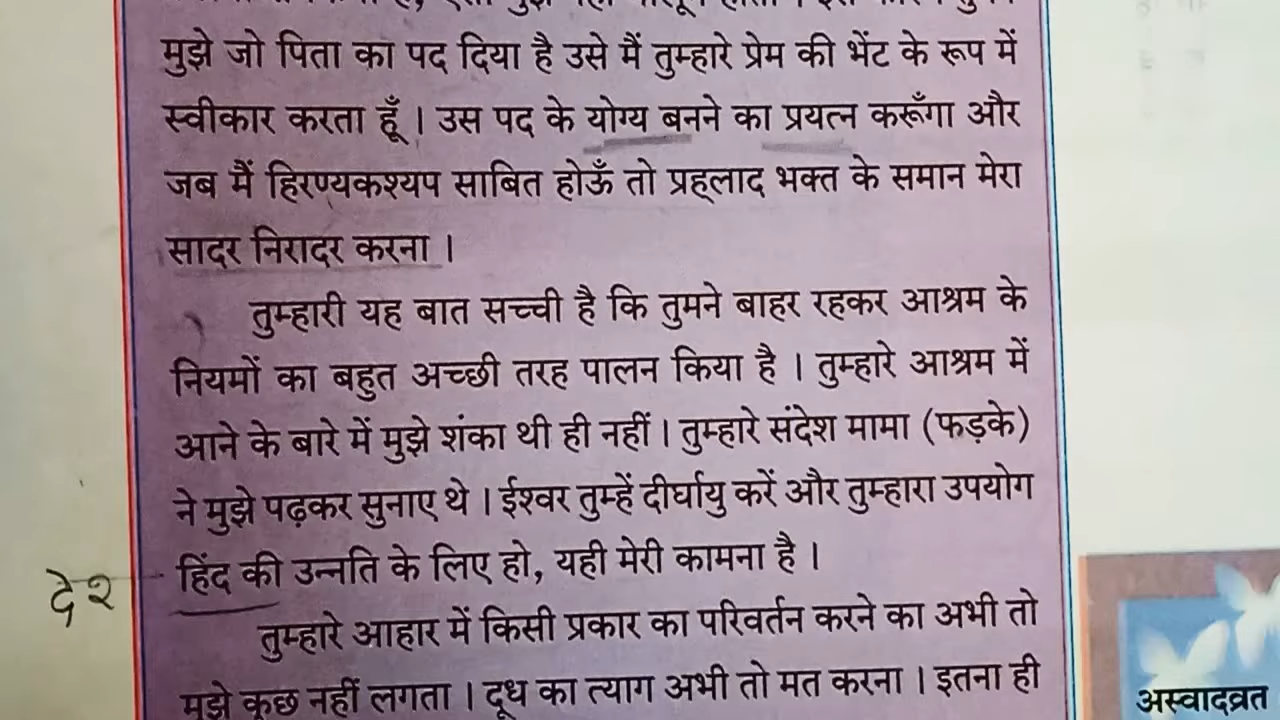 मुझे जो पिता का पद दिया है उसे मैं तुम्हारे प्रेम की भेंट के रूप में
स्वीकार करता हूँ । उस पद के योग्य बनने का प्रयत्न करूँगा और
जब मैं हिरण्यकश्यप साबित होऊँ तो प्रह्लाद भक्त के समान मेरा
सादर निरादर करना ।
तुम्हारी यह बात सच्ची है कि तुमने बाहर रहकर आश्रम के
नियमों का बहुत अच्छी तरह पालन किया है । तुम्हारे आश्रम में
आने के बारे में मुझे शंका थी ही नहीं । तुम्हारे संदेश मामा (फड़के)
ने मुझे पढ़कर सुनाए थे । ईश्वर तुम्हें दीर्घायु करें और तुम्हारा उपयोग
हिंद की उन्नति के लिए हो, यही मेरी कामना है ।
तुम्हारे आहार में किसी प्रकार का परिवर्तन करने का अभी तो
मुझे कुछ नहीं लगता । दूध का त्याग अभी तो मत करना । इतना ही
अस्वादव्रत